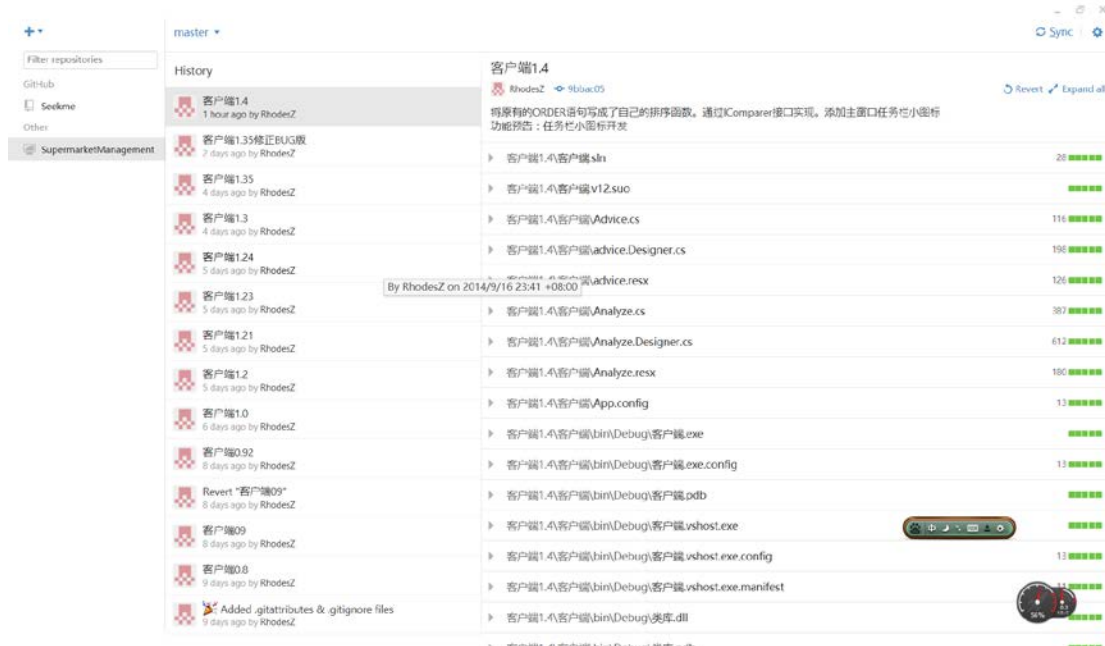 master
Sync
Filter repositories
GitHub
Seekme
Other
SupermarketManagement
History
客户端1.4
1 hour ago by RhodesZ
客户端1.35修正BUG版
2 days ago by RhodesZ
客户端1.35
4 days ago by RhodesZ
客户端1.3
4 days ago by RhodesZ
客户端1.24
5 days ago by RhodesZ
客户端1.23
5 days ago by RhodesZ
客户端1.21
5 days ago by RhodesZ
客户端1.2
5 days ago by RhodesZ
客户端1.0
6 days ago by RhodesZ
客户端0.92
8 days ago by RhodesZ
Revert "客户端09"
8 days ago by RhodesZ
客户端09
8 days ago by RhodesZ
客户端0.8
9 days ago by RhodesZ
Added .gitattributes & .gitignore files
9 days ago by RhodesZ
By RhodesZ on 2014/9/16 23:41 +08:00
客户端1.4
RhodesZ 9bbac05
Revert Expand all
将原有的ORDER语句写成了自己的排序函数。通过IComparer接口实现。添加主窗口任务栏小图标
功能预告：任务栏小图标开发
客户端1.4\客户端.sln 28
客户端1.4\客户端.v12.suo
客户端1.4\客户端\Advice.cs 116
客户端1.4\客户端\advice.Designer.cs 198
\advice.resx 126
客户端1.4\客户端\Analyze.cs 387
客户端1.4\客户端\Analyze.Designer.cs 612
客户端1.4\客户端\Analyze.resx 180
客户端1.4\客户端\App.config 13
客户端1.4\客户端\bin\Debug\客户端.exe
客户端1.4\客户端\bin\Debug\客户端.exe.config 13
客户端1.4\客户端\bin\Debug\客户端.pdb
客户端1.4\客户端\bin\Debug\客户端.vshost.exe
中
客户端1.4\客户端\bin\Debug\客户端.vshost.exe.config 13
客户端1.4\客户端\bin\Debug\客户端.vshost.exe.manifest
56%
客户端1.4\客户端\bin\Debug\类库.dll